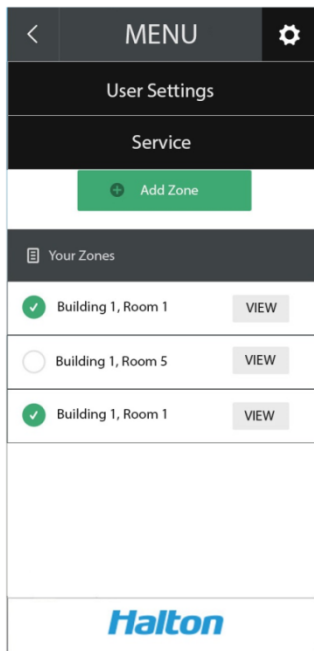 MENU
User Settings
Service
Add Zone
Your Zones
Building 1, Room 1 VIEW
Building 1, Room 5 VIEW
Building 1, Room 1 VIEW
Halton